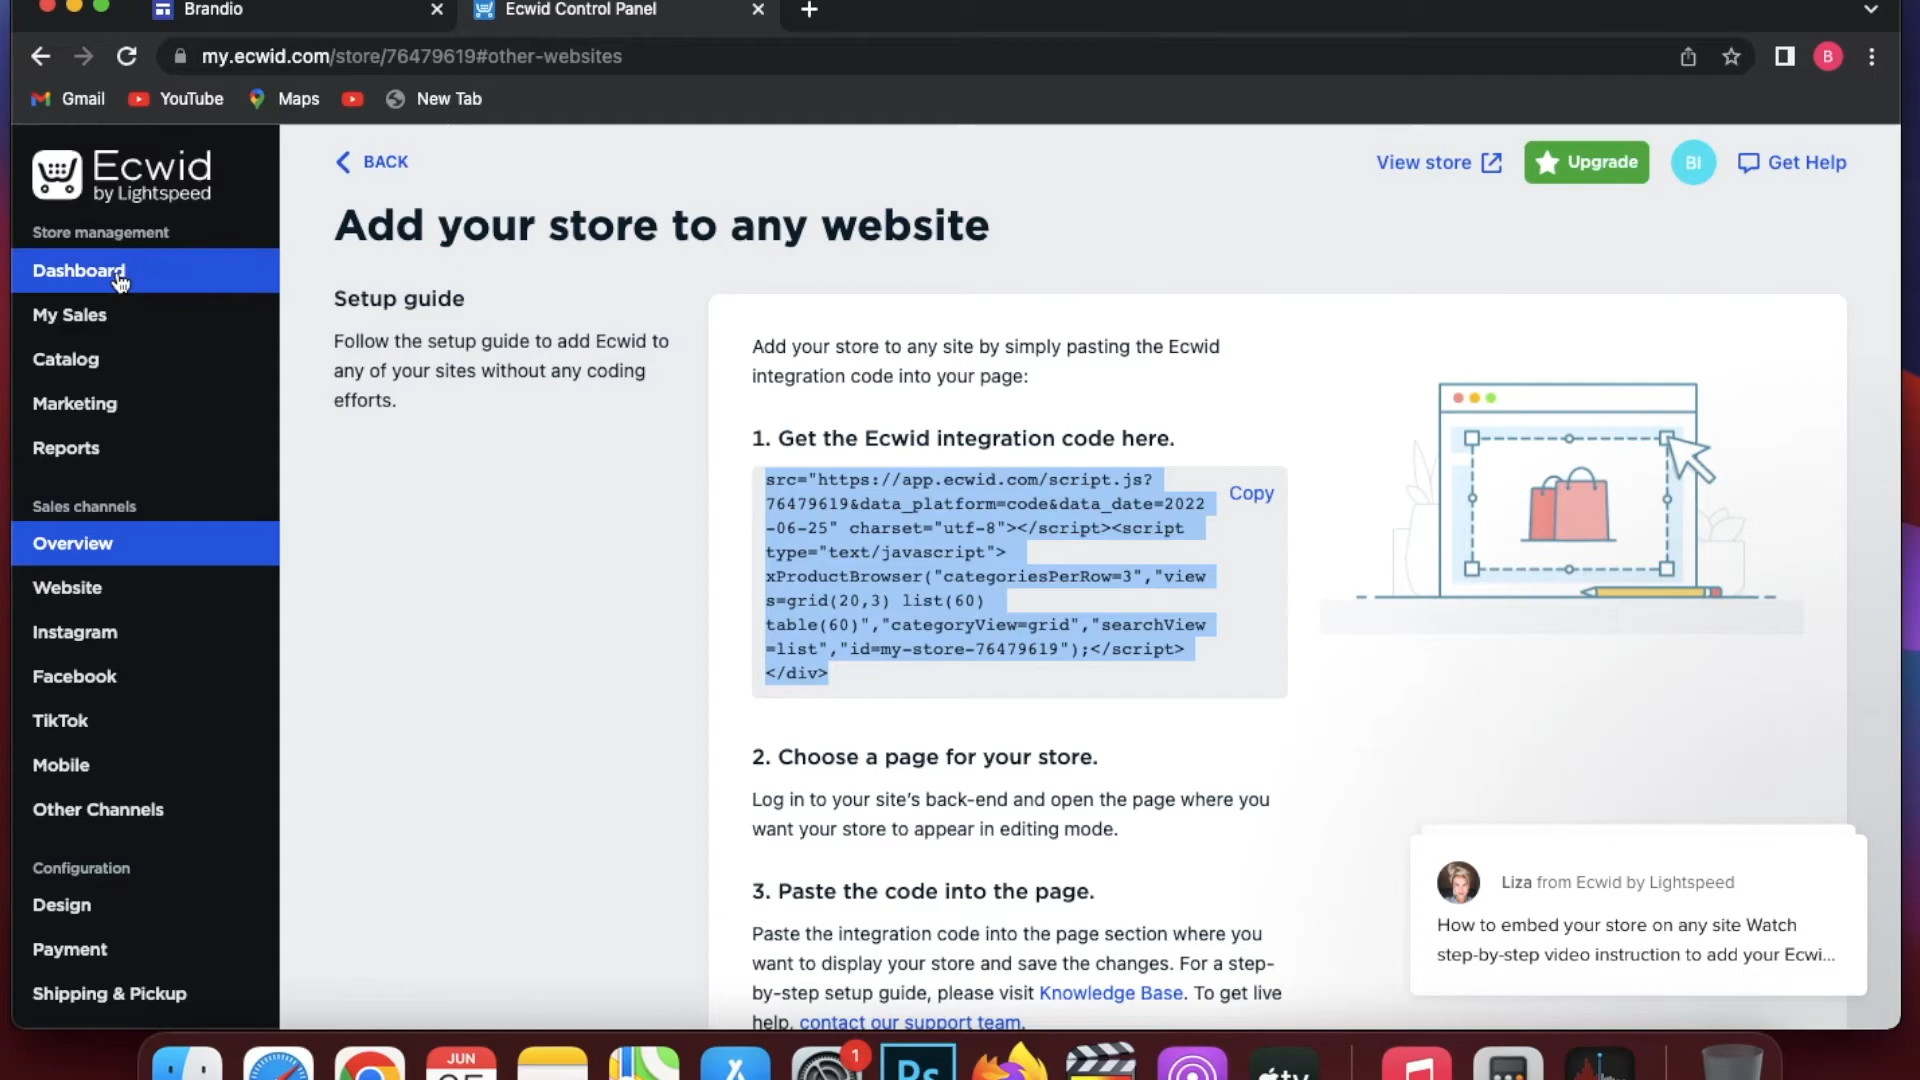 Brandio
Ecwid Control Panel
my.ecwid.com/store/76479619#other-websites
B
Gmail
YouTube
Maps
New Tab
Ecwid
by Lightspeed
Store management
Dashboard
My Sales
Catalog
Marketing
Reports
Sales channels
Overview
Website
Instagram
Facebook
TikTok
Mobile
Other Channels
Configuration
Design
Payment
Shipping & Pickup
BACK
View store
Upgrade
BI
Get Help
Add your store to any website
Setup guide
Follow the setup guide to add Ecwid to
any of your sites without any coding
efforts.
Add your store to any site by simply pasting the Ecwid
integration code into your page:
1. Get the Ecwid integration code here.
src="https://app.ecwid.com/script.js?
76479619&data_platform=code&data_date=2022
-06-25" charset="utf-8"></script><script
type="text/javascript">
xProductBrowser("categoriesPerRow=3","view
s=grid(20,3) list(60)
table(60)","categoryView=grid","searchView
=list","id=my-store-76479619");</script>
</div>
Copy
2. Choose a page for your store.
Log in to your site's back-end and open the page where you
want your store to appear in editing mode.
3. Paste the code into the page.
Paste the integration code into the page section where you
want to display your store and save the changes. For a step-
by-step setup guide, please visit Knowledge Base. To get live
help, contact our support team.
Liza from Ecwid by Lightspeed
How to embed your store on any site Watch
step-by-step video instruction to add your Ecwi...
JUN
1
Ps
tv